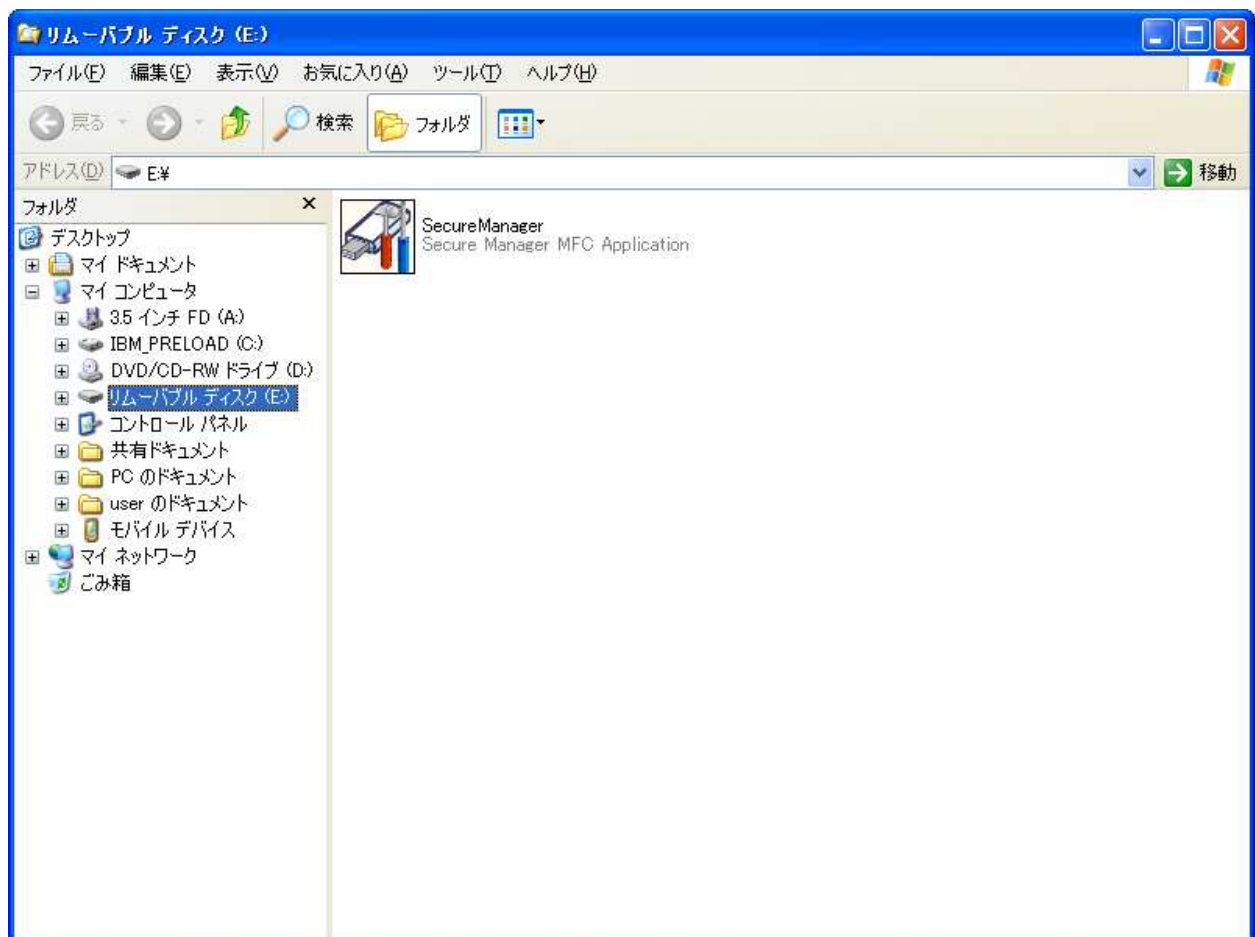 リムーバブル ディスク (E:)
ファイル(F) 編集(E) 表示(V) お気に入り(A) ツール(T) ヘルプ(H)
戻る 検索 フォルダ
アドレス(D) E:¥ 移動
フォルダ
デスクトップ
マイ ドキュメント
マイ コンピュータ
3.5 インチ FD (A:)
IBM_PRELOAD (C:)
DVD/CD-RW ドライブ (D:)
リムーバブル ディスク (E:)
コントロール パネル
共有ドキュメント
PC のドキュメント
user のドキュメント
モバイル デバイス
マイ ネットワーク
ごみ箱
SecureManager
Secure Manager MFC Application